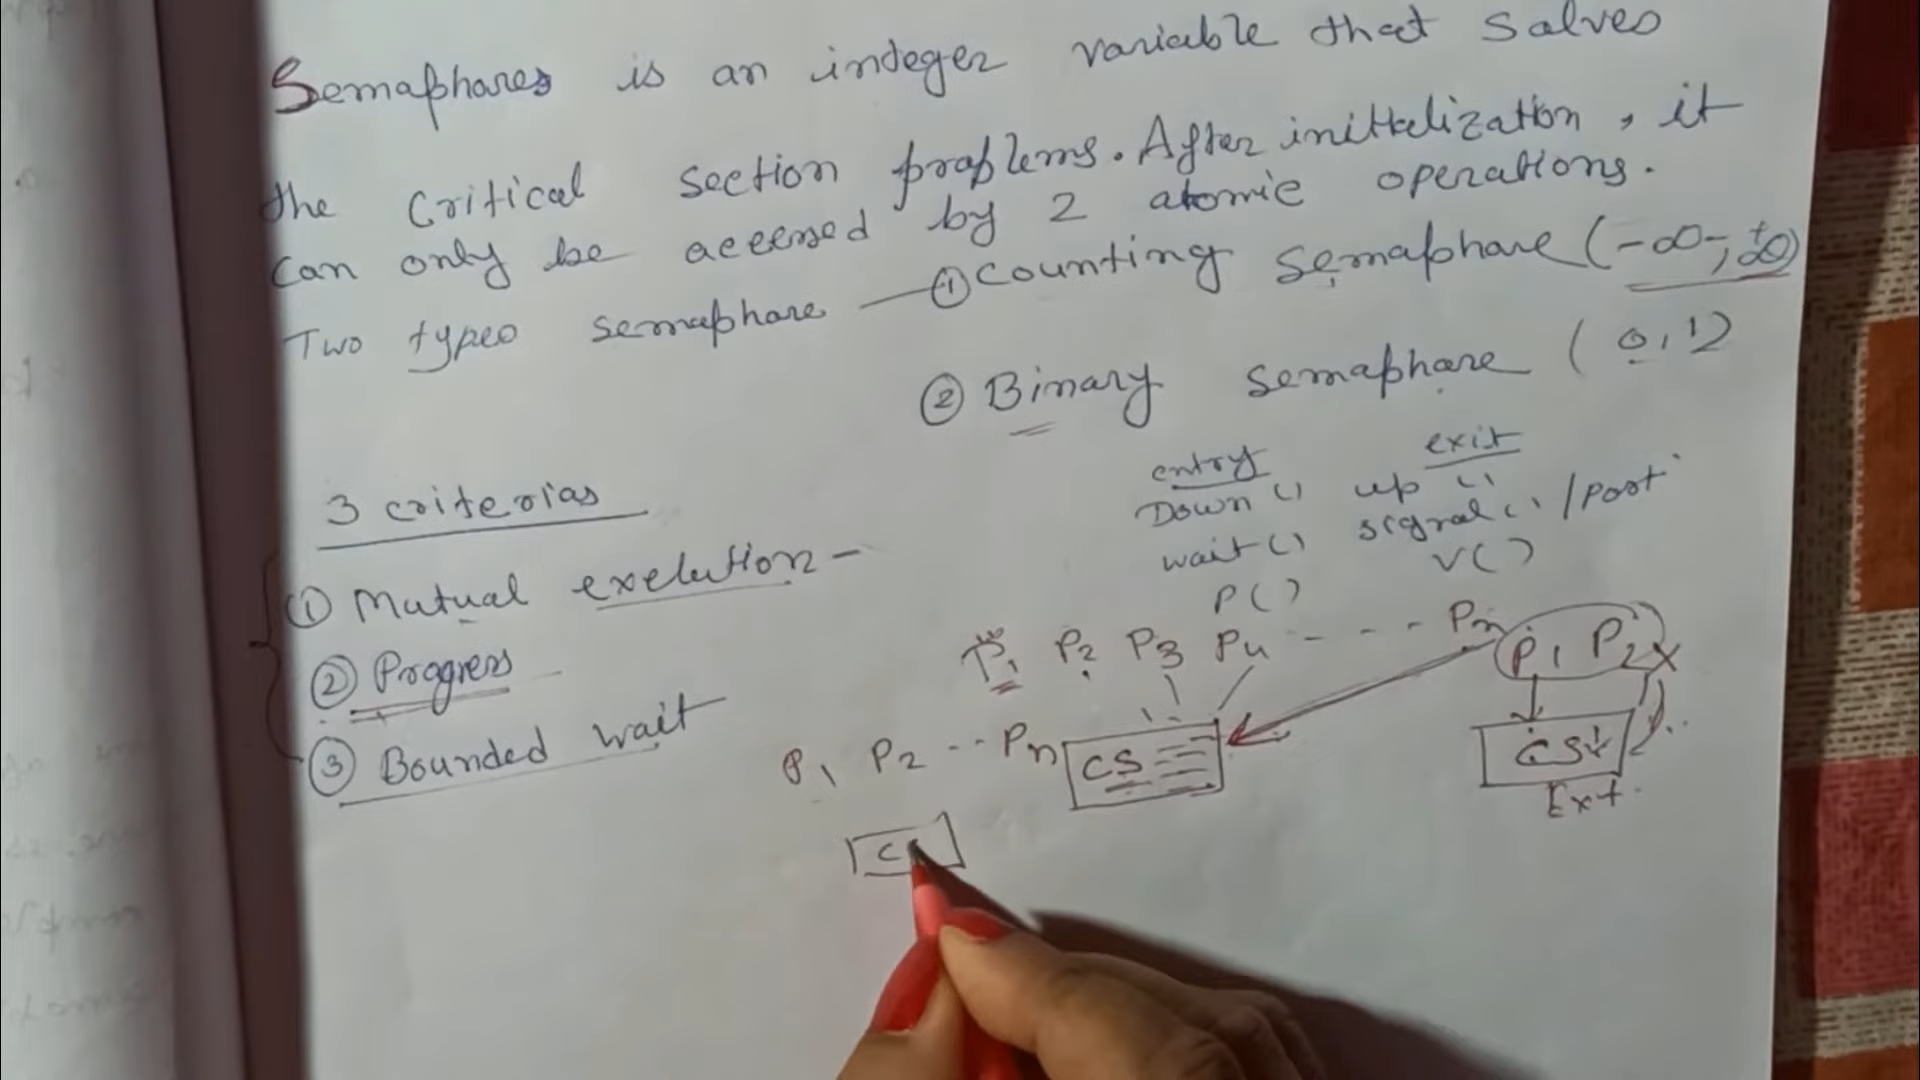 Semaphores is an integer variable that solves
the critical section problems. After initialization, it
can only be accessed by 2 atomic operations.
Two types semaphore — ① Counting semaphore (-∞, +∞)
② Binary semaphore (0,1)
entry exit
Down() up()
wait() signal() /post
P() V()
3 criterias
① Mutual exclution -
② Progress
③ Bounded wait
P1 P2 P3 P4 - - - - Pn
P1 P2 X
P1 P2 -- Pn
CS
CS
Ext.
C